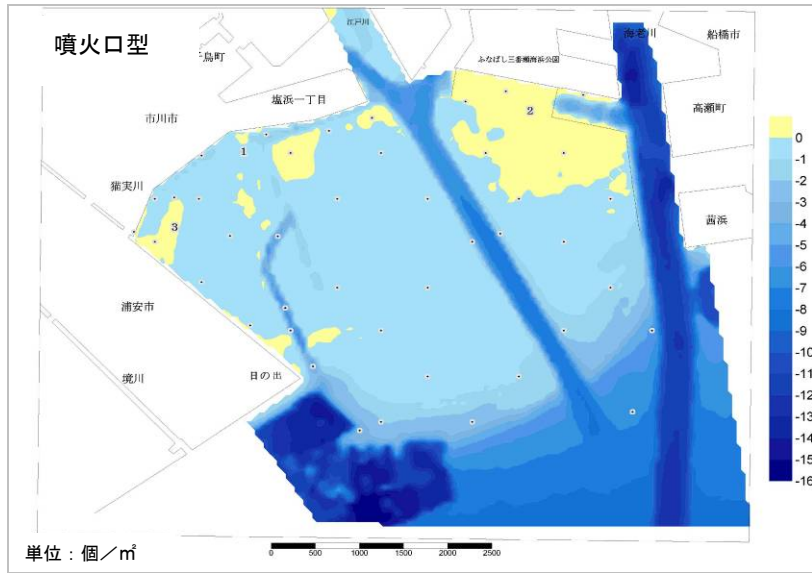 噴火口型
江戸川
海老川
船橋市
千鳥町
ふなばし三番瀬海浜公園
塩浜一丁目
高瀬町
市川市
2
1
猫実川
茜浜
3
浦安市
境川
日の出
0
-1
-2
-3
-4
-5
-6
-7
-8
-9
-10
-11
-12
-13
-14
-15
-16
単位：個／㎡
0 500 1000 1500 2000 2500